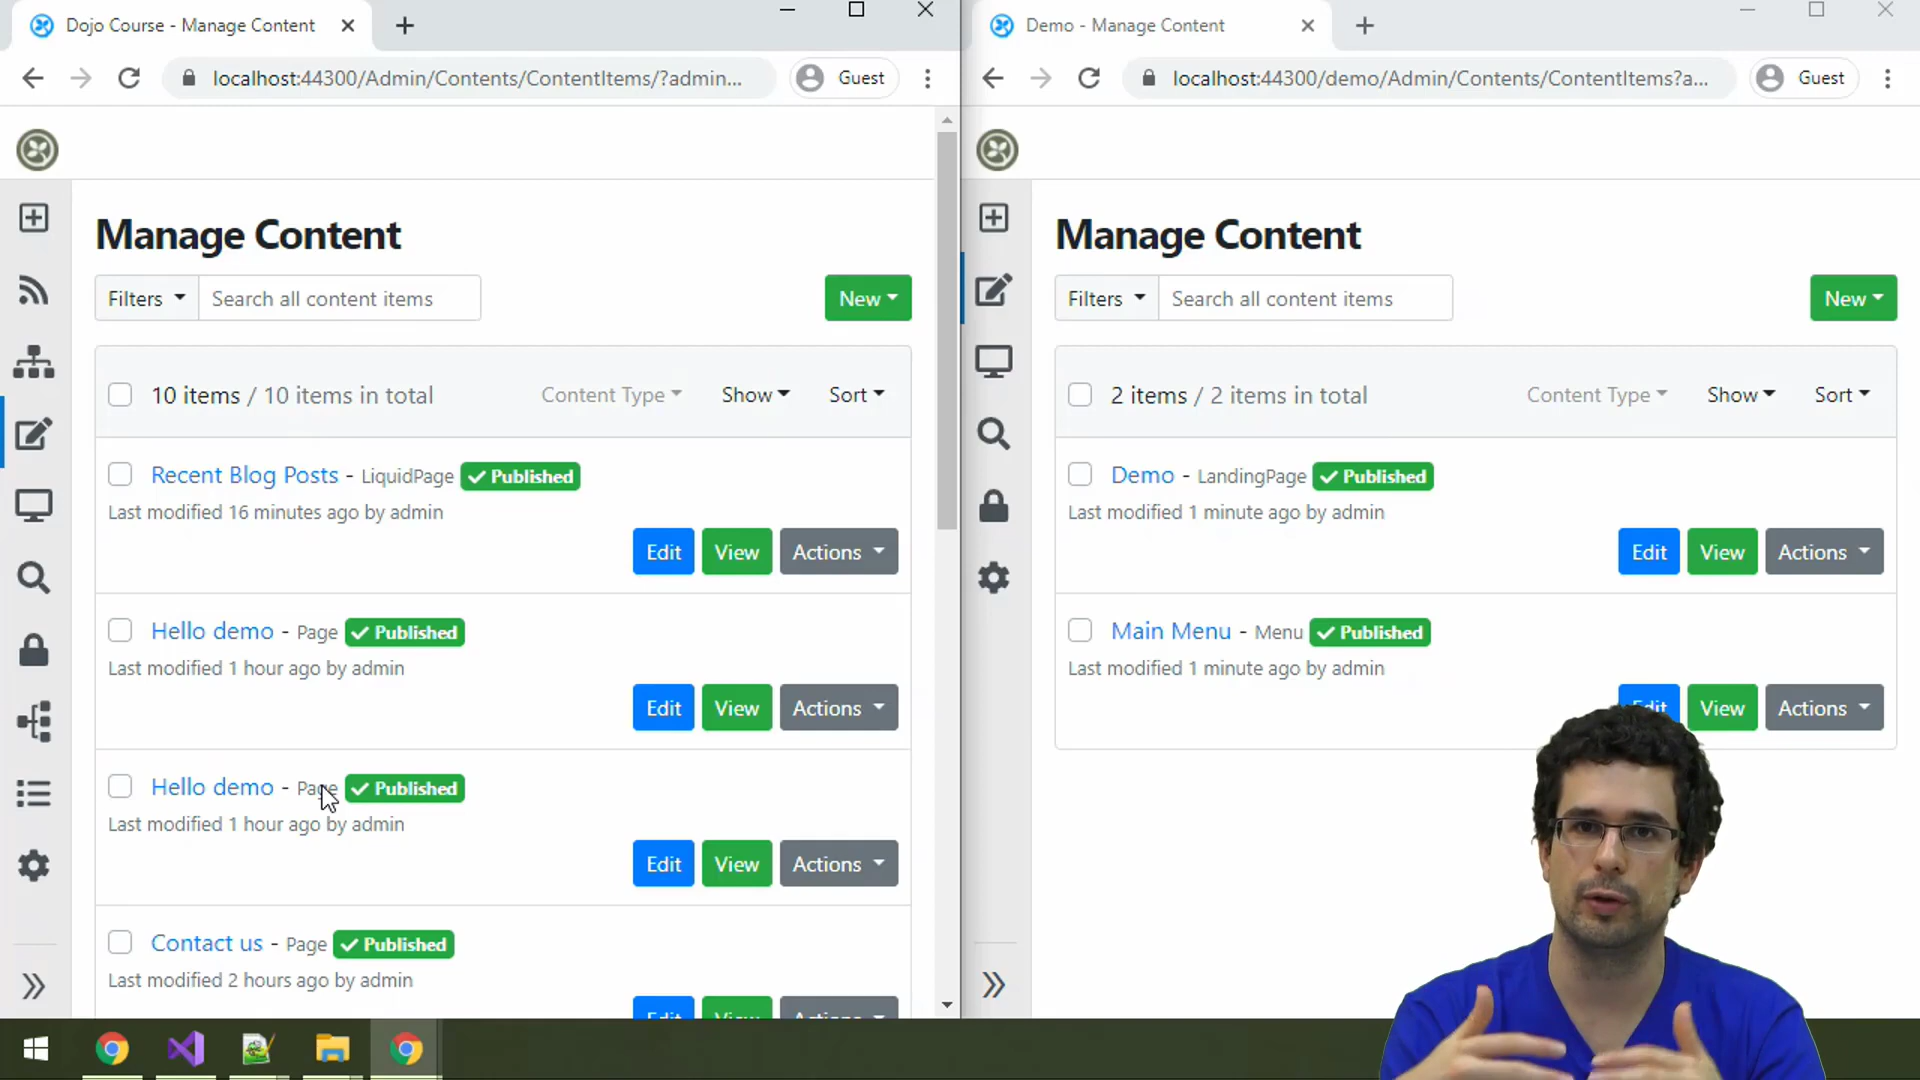 Dojo Course - Manage Content
localhost:44300/Admin/Contents/ContentItems/?admin...
Guest
Manage Content
Filters
Search all content items
New
10 items / 10 items in total
Content Type
Show
Sort
Recent Blog Posts - LiquidPage Published
Last modified 16 minutes ago by admin
Edit View Actions
Hello demo - Page Published
Last modified 1 hour ago by admin
Edit View Actions
Hello demo - Page Published
Last modified 1 hour ago by admin
Edit View Actions
Contact us - Page Published
Last modified 2 hours ago by admin
Edit View Actions
Demo - Manage Content
localhost:44300/demo/Admin/Contents/ContentItems?a...
Guest
Manage Content
Filters
Search all content items
New
2 items / 2 items in total
Content Type
Show
Sort
Demo - LandingPage Published
Last modified 1 minute ago by admin
Edit View Actions
Main Menu - Menu Published
Last modified 1 minute ago by admin
Edit View Actions